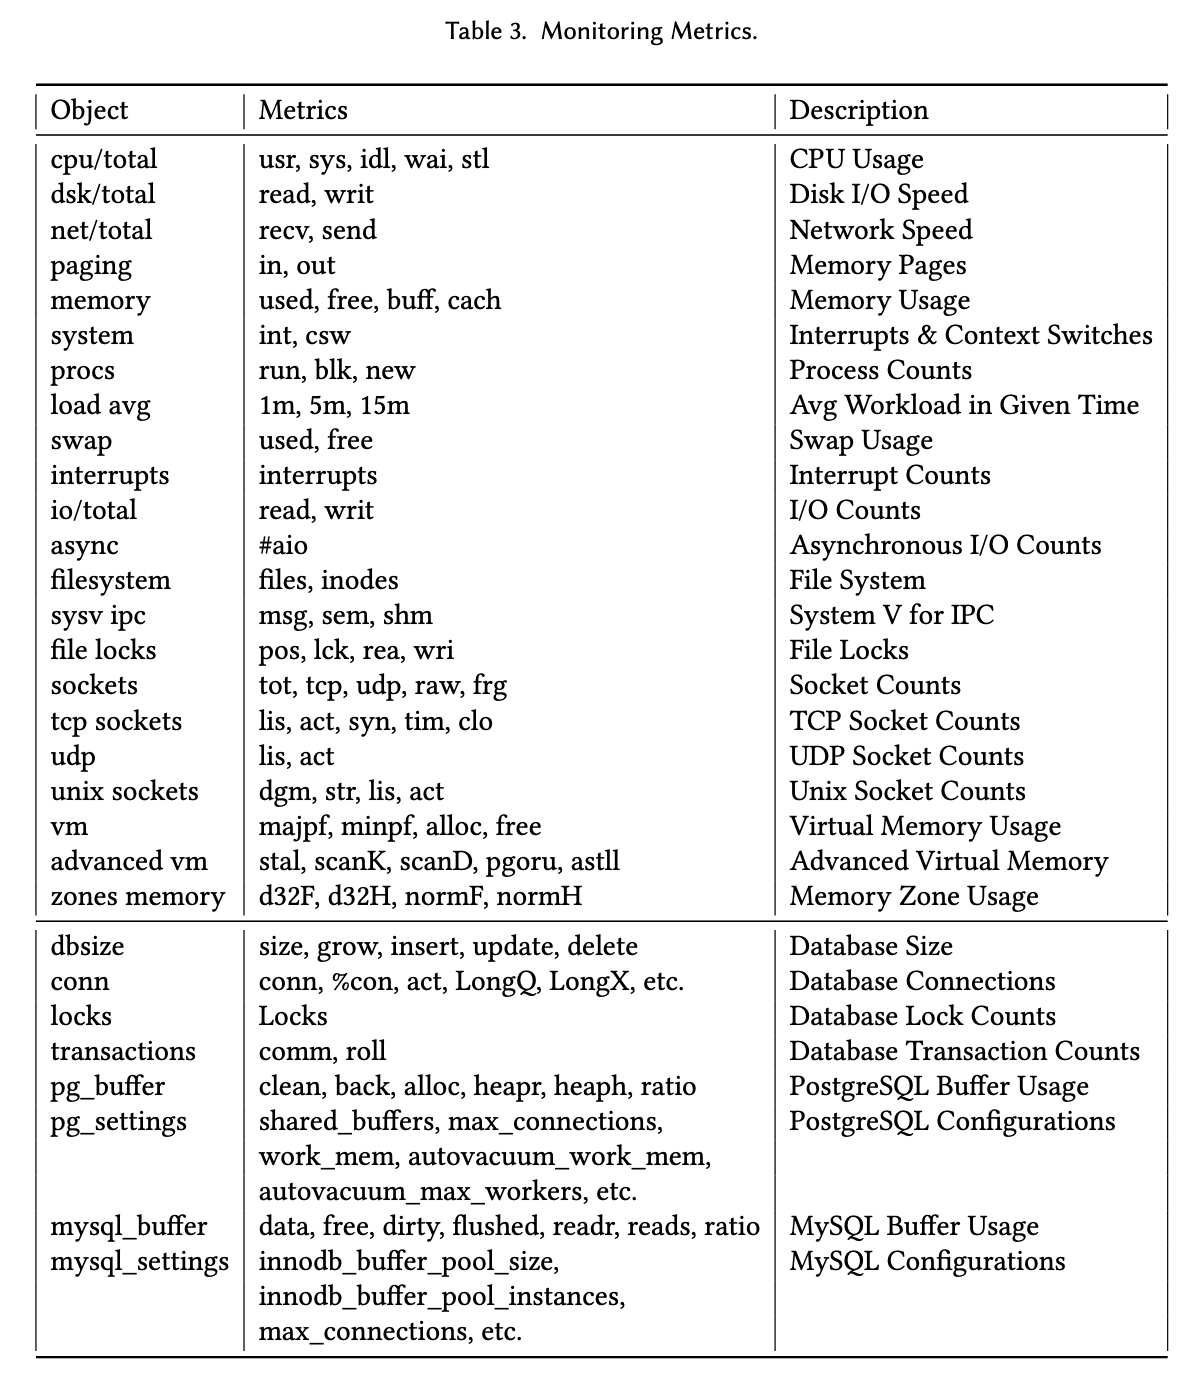 Table 3. Monitoring Metrics.
Object Metrics Description
cpu/total usr, sys, idl, wai, stl CPU Usage
dsk/total read, writ Disk I/O Speed
net/total recv, send Network Speed
paging in, out Memory Pages
memory used, free, buff, cach Memory Usage
system int, csw Interrupts & Context Switches
procs run, blk, new Process Counts
load avg 1m, 5m, 15m Avg Workload in Given Time
swap used, free Swap Usage
interrupts interrupts Interrupt Counts
io/total read, writ I/O Counts
async #aio Asynchronous I/O Counts
filesystem files, inodes File System
sysv ipc msg, sem, shm System V for IPC
file locks pos, lck, rea, wri File Locks
sockets tot, tcp, udp, raw, frg Socket Counts
tcp sockets lis, act, syn, tim, clo TCP Socket Counts
udp lis, act UDP Socket Counts
unix sockets dgm, str, lis, act Unix Socket Counts
vm majpf, minpf, alloc, free Virtual Memory Usage
advanced vm stal, scanK, scanD, pgoru, astll Advanced Virtual Memory
zones memory d32F, d32H, normF, normH Memory Zone Usage
dbsize size, grow, insert, update, delete Database Size
conn conn, %con, act, LongQ, LongX, etc. Database Connections
locks Locks Database Lock Counts
transactions comm, roll Database Transaction Counts
pg_buffer clean, back, alloc, heapr, heaph, ratio PostgreSQL Buffer Usage
pg_settings shared_buffers, max_connections, PostgreSQL Configurations
work_mem, autovacuum_work_mem,
autovacuum_max_workers, etc.
mysql_buffer data, free, dirty, flushed, readr, reads, ratio MySQL Buffer Usage
mysql_settings innodb_buffer_pool_size, MySQL Configurations
innodb_buffer_pool_instances,
max_connections, etc.